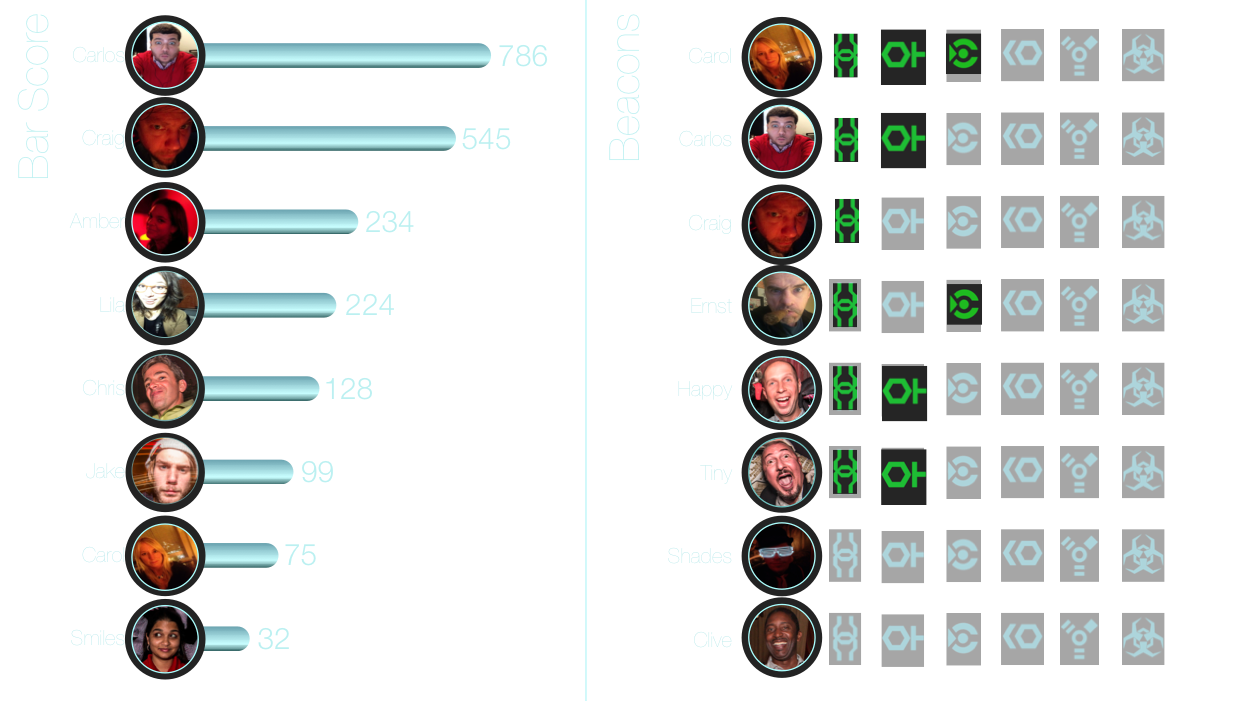 Bar Score
Carlos 786
Craig 545
Amber 234
Lila 224
Chris 128
Jake 99
Carol 75
Smiles 32
Beacons
Carol
Carlos
Craig
Ernst
Happy
Tiny
Shades
Clive